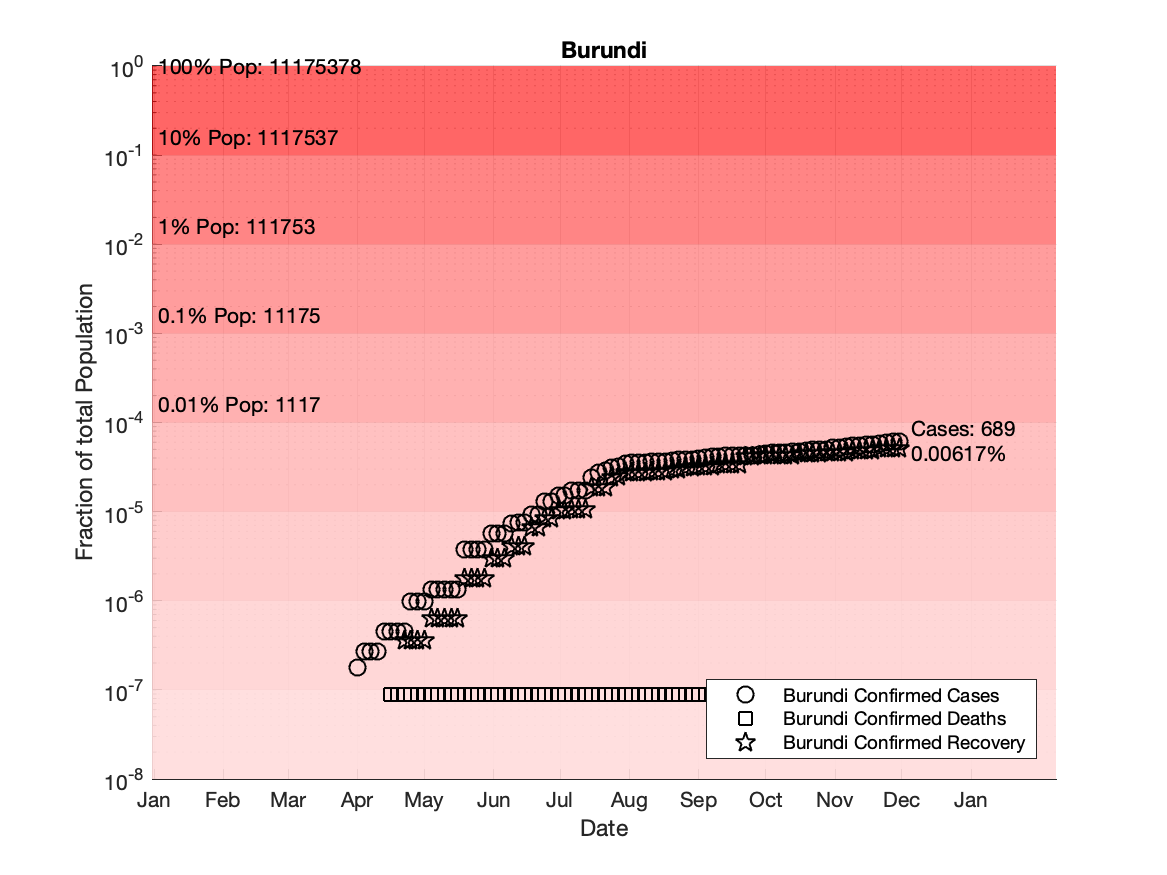 Burundi
10^0
100% Pop: 11175378
10% Pop: 1117537
10^-1
1% Pop: 111753
10^-2
0.1% Pop: 11175
10^-3
0.01% Pop: 1117
10^-4
Cases: 689
0.00617%
10^-5
10^-6
10^-7
10^-8
Fraction of total Population
Burundi Confirmed Cases
Burundi Confirmed Deaths
Burundi Confirmed Recovery
Jan Feb Mar Apr May Jun Jul Aug Sep Oct Nov Dec Jan
Date